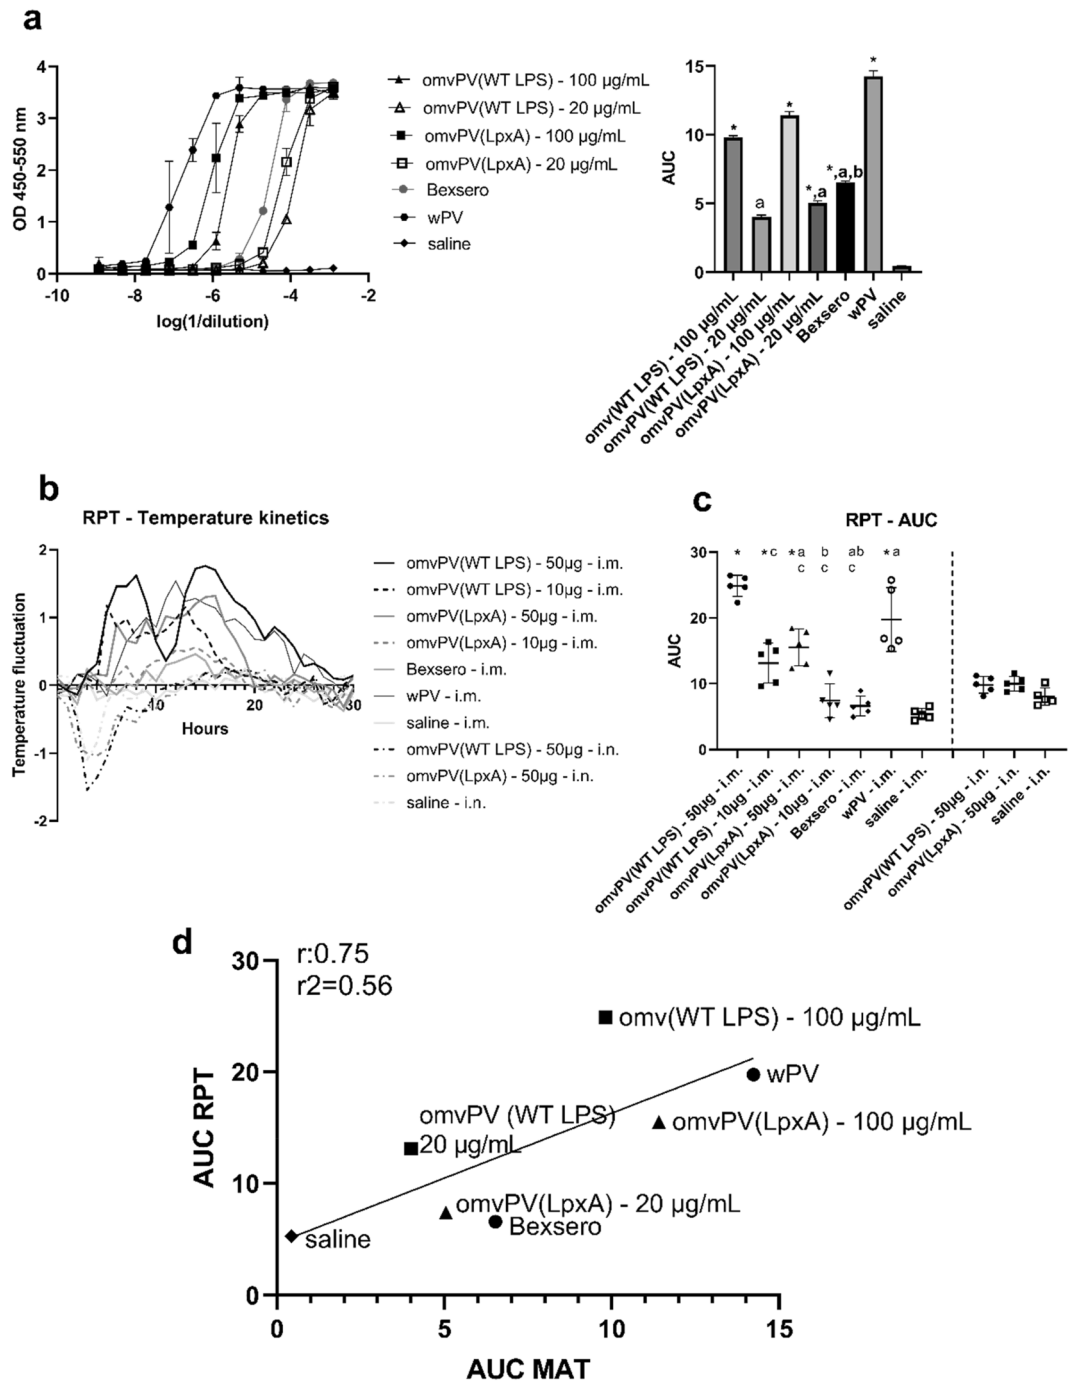 a
4
3
2
1
0
OD 450-550 nm
-10
-8
-6
-4
-2
log(1/dilution)
omvPV(WT LPS) - 100 µg/mL
omvPV(WT LPS) - 20 µg/mL
omvPV(LpxA) - 100 µg/mL
omvPV(LpxA) - 20 µg/mL
Bexsero
wPV
saline
15
10
5
0
AUC
*
a
*
*,a
*,a,b
*
omv(WT LPS) - 100 µg/mL
omvPV(WT LPS) - 20 µg/mL
omvPV(LpxA) - 100 µg/mL
omvPV(LpxA) - 20 µg/mL
Bexsero
wPV
saline
b
RPT - Temperature kinetics
2
1
0
-1
-2
Temperature fluctuation
10
20
30
Hours
omvPV(WT LPS) - 50µg - i.m.
omvPV(WT LPS) - 10µg - i.m.
omvPV(LpxA) - 50µg - i.m.
omvPV(LpxA) - 10µg - i.m.
Bexsero - i.m.
wPV - i.m.
saline - i.m.
omvPV(WT LPS) - 50µg - i.n.
omvPV(LpxA) - 50µg - i.n.
saline - i.n.
c
RPT - AUC
30
20
10
0
AUC
* * c * a b ab * a
c c c
omvPV(WT LPS) - 50µg - i.m.
omvPV(WT LPS) - 10µg - i.m.
omvPV(LpxA) - 50µg - i.m.
omvPV(LpxA) - 10µg - i.m.
Bexsero - i.m.
wPV - i.m.
saline - i.m.
omvPV(WT LPS) - 50µg - i.n.
omvPV(LpxA) - 50µg - i.n.
saline - i.n.
d
r:0.75
r2=0.56
30
20
10
0
AUC RPT
omv(WT LPS) - 100 µg/mL
wPV
omvPV (WT LPS)
20 µg/mL
omvPV(LpxA) - 100 µg/mL
omvPV(LpxA) - 20 µg/mL
Bexsero
saline
0
5
10
15
AUC MAT